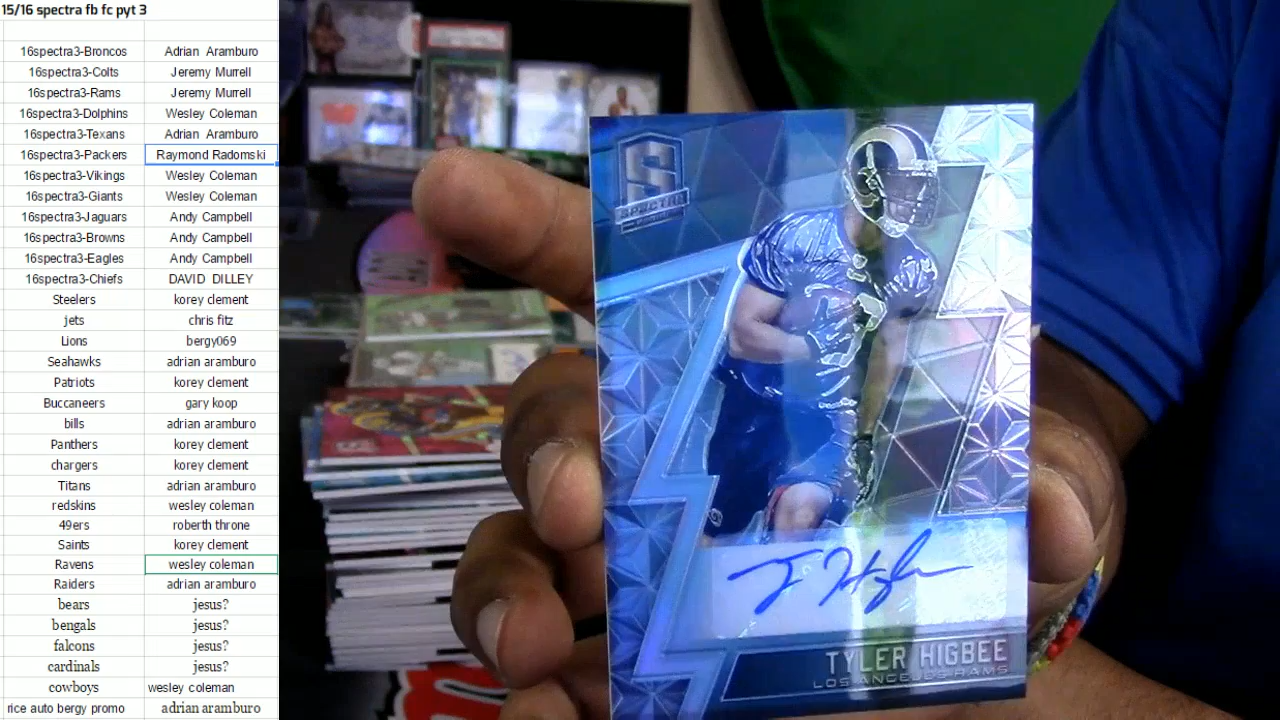 15/16 spectra fb fc pyt 3
16spectra3-Broncos Adrian Aramburo
16spectra3-Colts Jeremy Murrell
16spectra3-Rams Jeremy Murrell
16spectra3-Dolphins Wesley Coleman
16spectra3-Texans Adrian Aramburo
16spectra3-Packers Raymond Radomski
16spectra3-Vikings Wesley Coleman
16spectra3-Giants Wesley Coleman
16spectra3-Jaguars Andy Campbell
16spectra3-Browns Andy Campbell
16spectra3-Eagles Andy Campbell
16spectra3-Chiefs DAVID DILLEY
Steelers korey clement
jets chris fitz
Lions bergy069
Seahawks adrian aramburo
Patriots korey clement
Buccaneers gary koop
bills adrian aramburo
Panthers korey clement
chargers korey clement
Titans adrian aramburo
redskins wesley coleman
49ers roberth throne
Saints korey clement
Ravens wesley coleman
Raiders adrian aramburo
bears jesus?
bengals jesus?
falcons jesus?
cardinals jesus?
cowboys wesley coleman
rice auto bergy promo adrian aramburo
S
SPECTRA
T Higbee
TYLER HIGBEE
LOS ANGELES RAMS